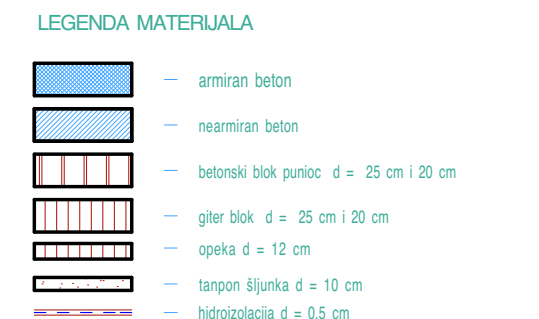 LEGENDA MATERIJALA
armiran beton
nearmiran beton
betonski blok punioc d = 25 cm i 20 cm
giter blok d = 25 cm i 20 cm
opeka d = 12 cm
tanpon šljunka d = 10 cm
hidroizolacija d = 0.5 cm